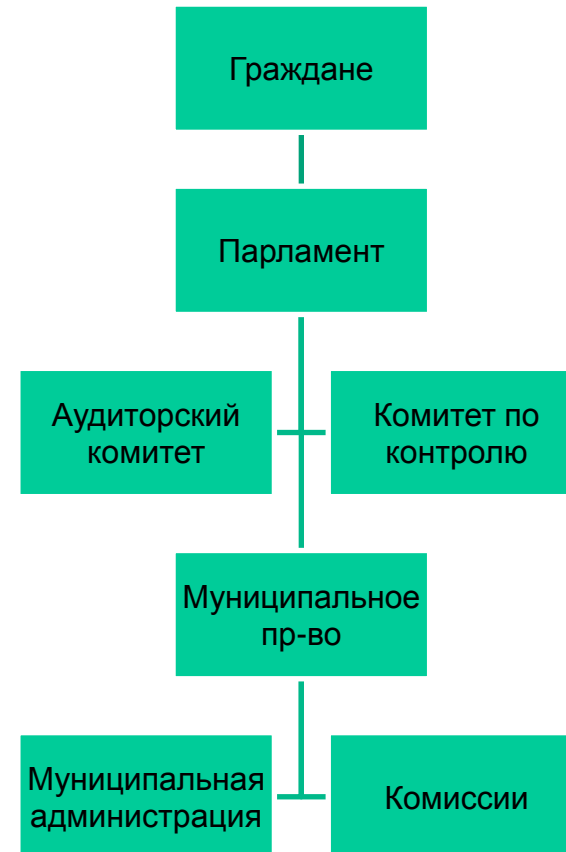 Граждане
Парламент
Аудиторский
комитет
Комитет по
контролю
Муниципальное
пр-во
Муниципальная
администрация
Комиссии